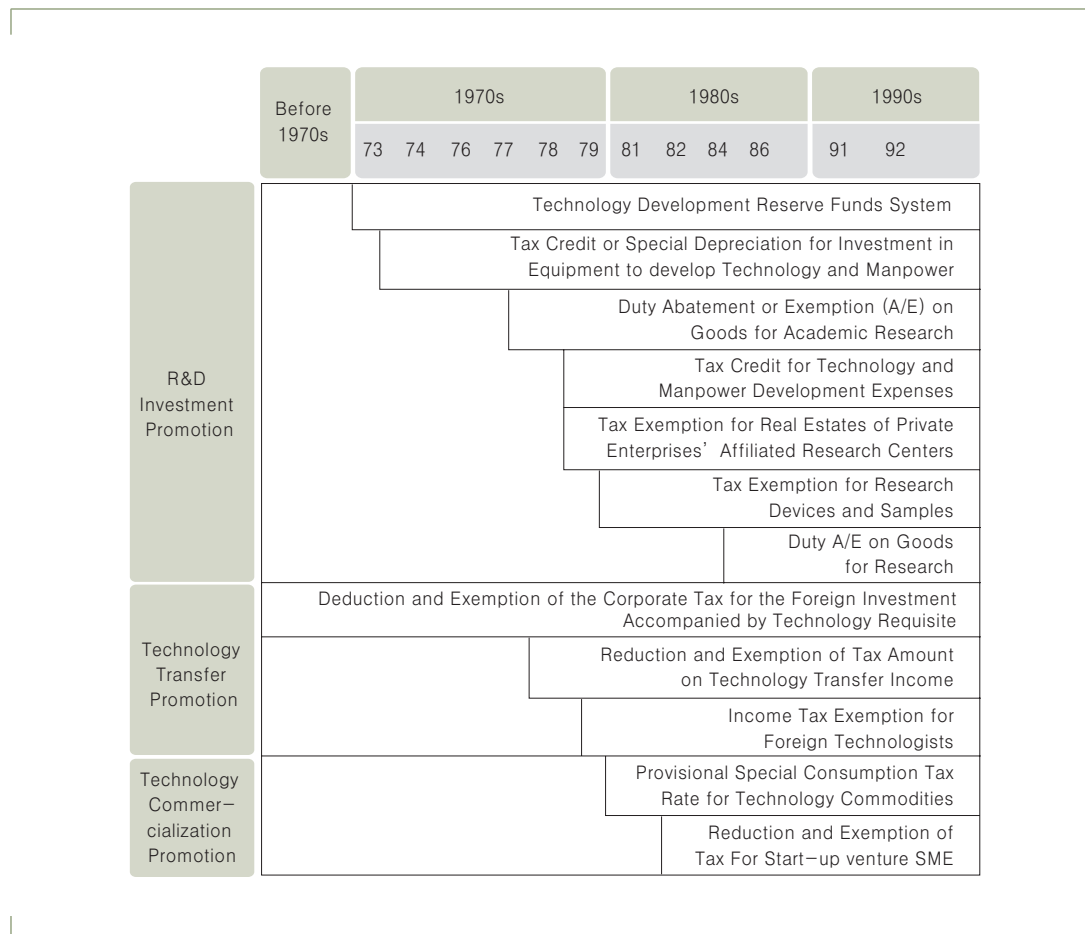 Before
1970s
1970s
1980s
1990s
73 74 76 77 78 79 81 82 84 86 91 92
R&D
Investment
Promotion
Technology Development Reserve Funds System
Tax Credit or Special Depreciation for Investment in
Equipment to develop Technology and Manpower
Duty Abatement or Exemption (A/E) on
Goods for Academic Research
Tax Credit for Technology and
Manpower Development Expenses
Tax Exemption for Real Estates of Private
Enterprises’ Affiliated Research Centers
Tax Exemption for Research
Devices and Samples
Duty A/E on Goods
for Research
Technology
Transfer
Promotion
Deduction and Exemption of the Corporate Tax for the Foreign Investment
Accompanied by Technology Requisite
Reduction and Exemption of Tax Amount
on Technology Transfer Income
Income Tax Exemption for
Foreign Technologists
Technology
Commer-
cialization
Promotion
Provisional Special Consumption Tax
Rate for Technology Commodities
Reduction and Exemption of
Tax For Start-up venture SME